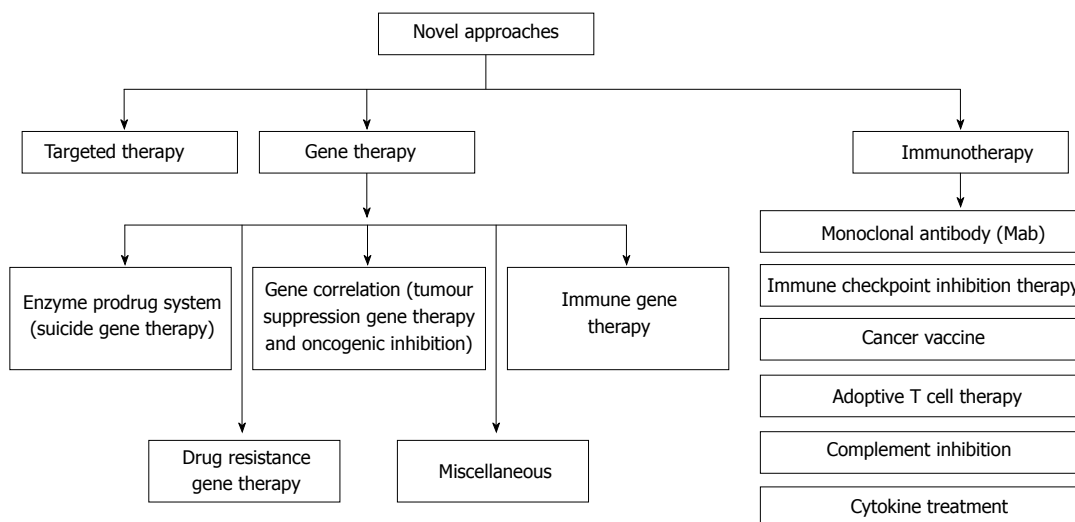 Novel approaches
Targeted therapy
Gene therapy
Immunotherapy
Enzyme prodrug system
(suicide gene therapy)
Gene correlation (tumour
suppression gene therapy
and oncogenic inhibition)
Immune gene
therapy
Drug resistance
gene therapy
Miscellaneous
Monoclonal antibody (Mab)
Immune checkpoint inhibition therapy
Cancer vaccine
Adoptive T cell therapy
Complement inhibition
Cytokine treatment